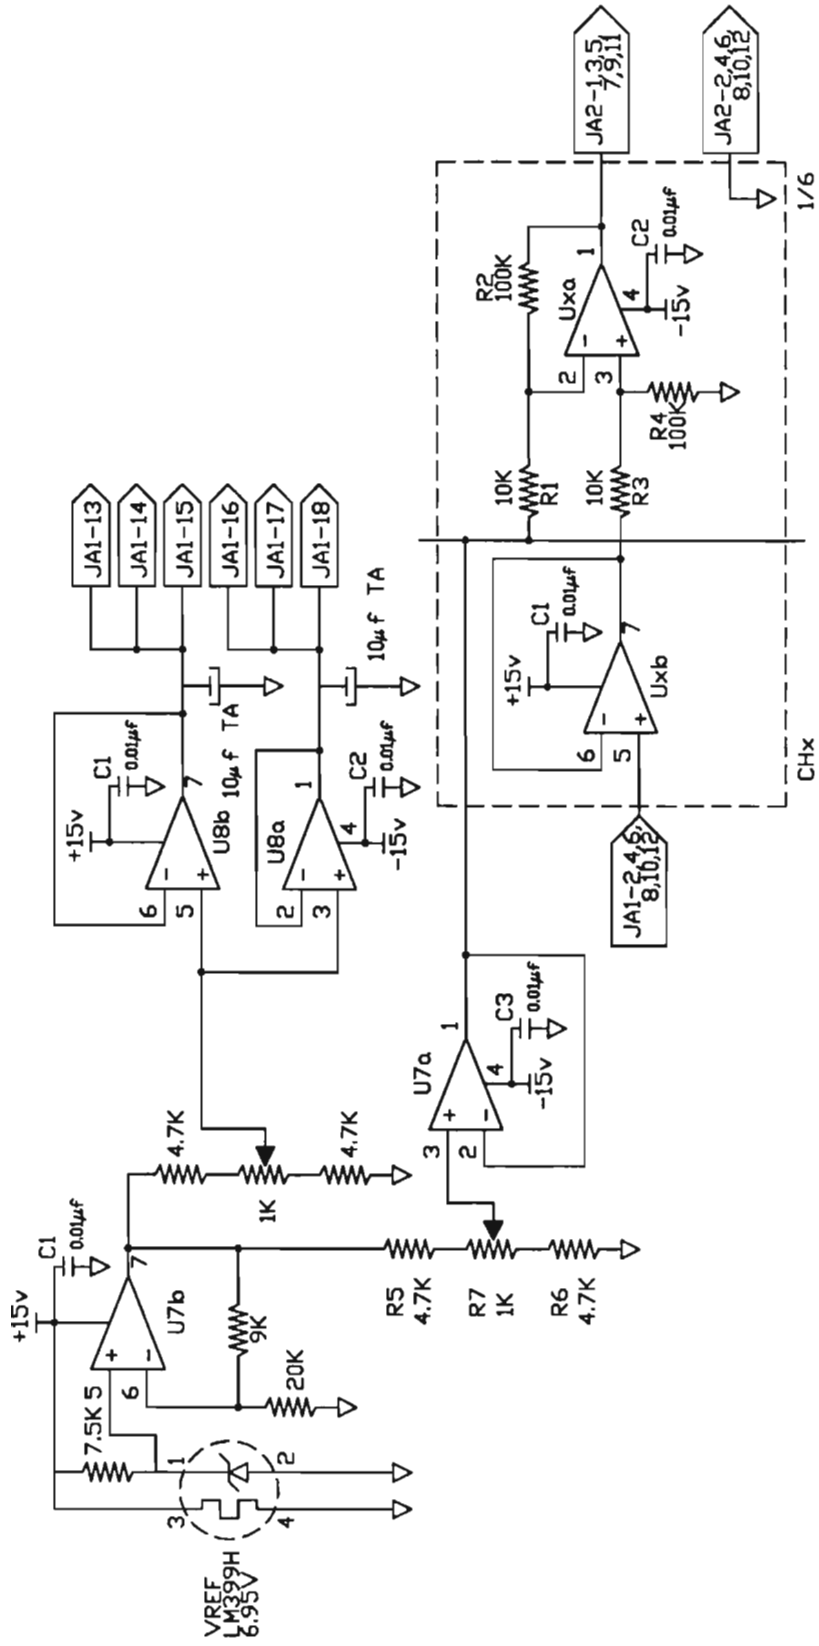 VREF
LM399H
6.95V
3
4
1
2
7.5K
+15v
C1
0.01µf
5
6
+
-
7
U7b
9K
20K
4.7K
1K
4.7K
R5
4.7K
R7
1K
R6
4.7K
+15v
C1
0.01µf
6
5
-
+
7
U8b
10µf TA
JA1-13
JA1-14
JA1-15
U8a
2
3
-
+
1
4
C2
0.01µf
-15v
10µf TA
JA1-16
JA1-17
JA1-18
U7a
3
2
+
-
1
4
C3
0.01µf
-15v
JA1-2,4,6,
8,10,12
CHx
+15v
C1
0.01µf
6
5
-
+
7
Uxb
10K
R1
10K
R3
R2
100K
R4
100K
Uxa
2
3
-
+
1
4
C2
0.01µf
-15v
1/6
JA2-1,3,5,
7,9,11
JA2-2,4,6,
8,10,12